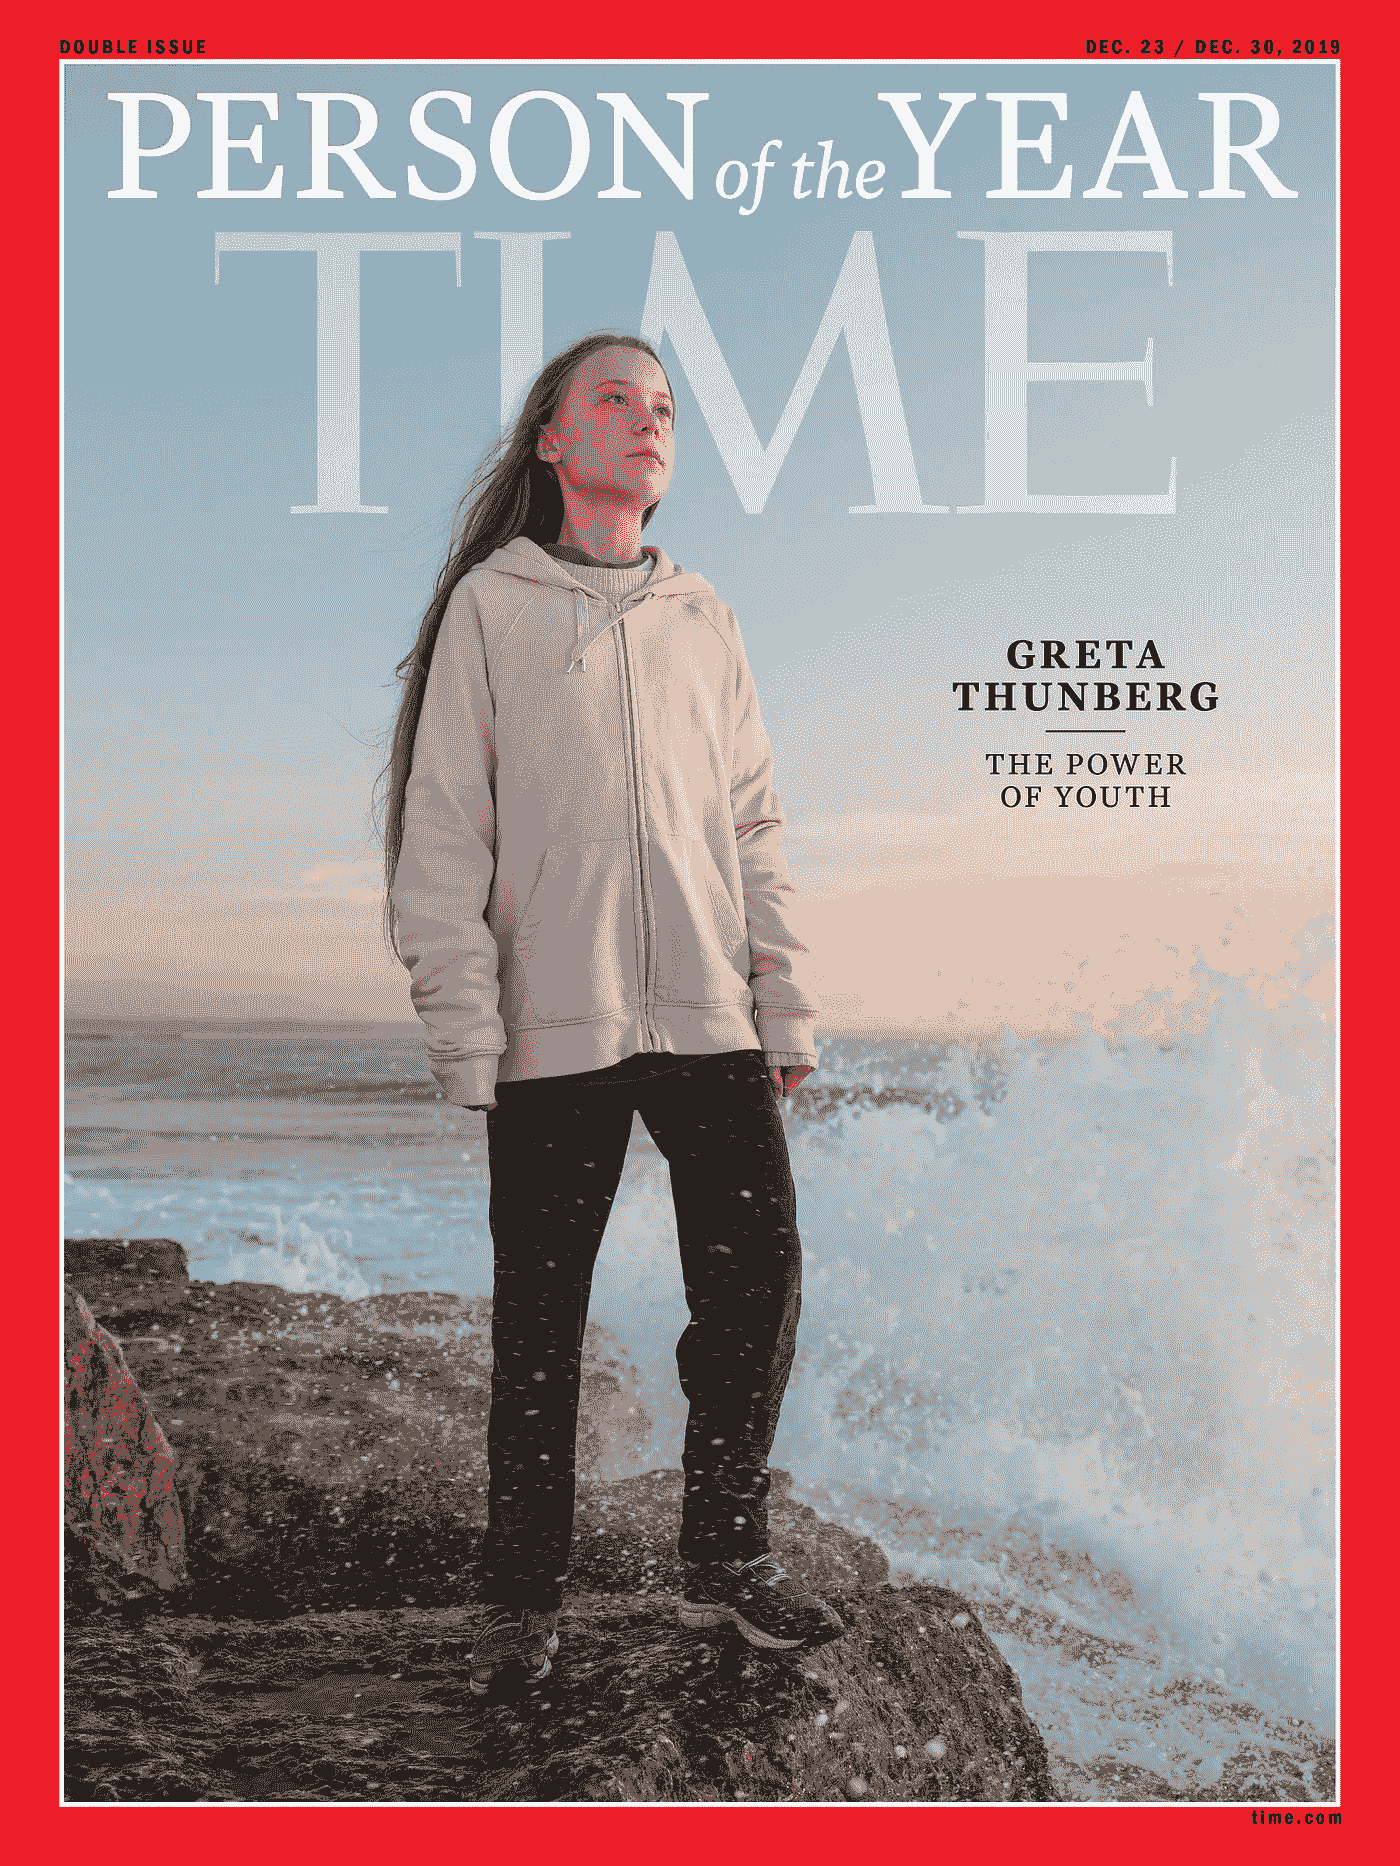 DOUBLE ISSUE
DEC. 23 / DEC. 30, 2019
PERSON of the YEAR
TIME
GRETA
THUNBERG
THE POWER
OF YOUTH
time.com